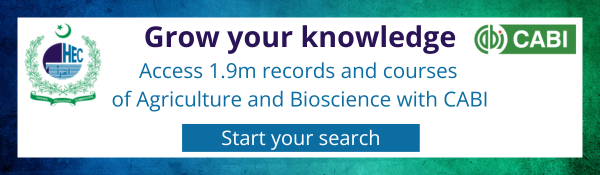 Grow your knowledge
HEC
CABI
Access 1.9m records and courses
of Agriculture and Bioscience with CABI
Start your search